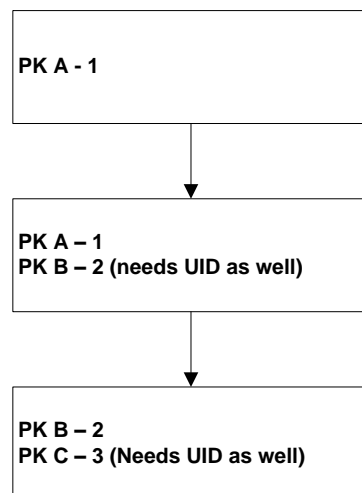 PK A - 1
PK A – 1
PK B – 2 (needs UID as well)
PK B – 2
PK C – 3 (Needs UID as well)